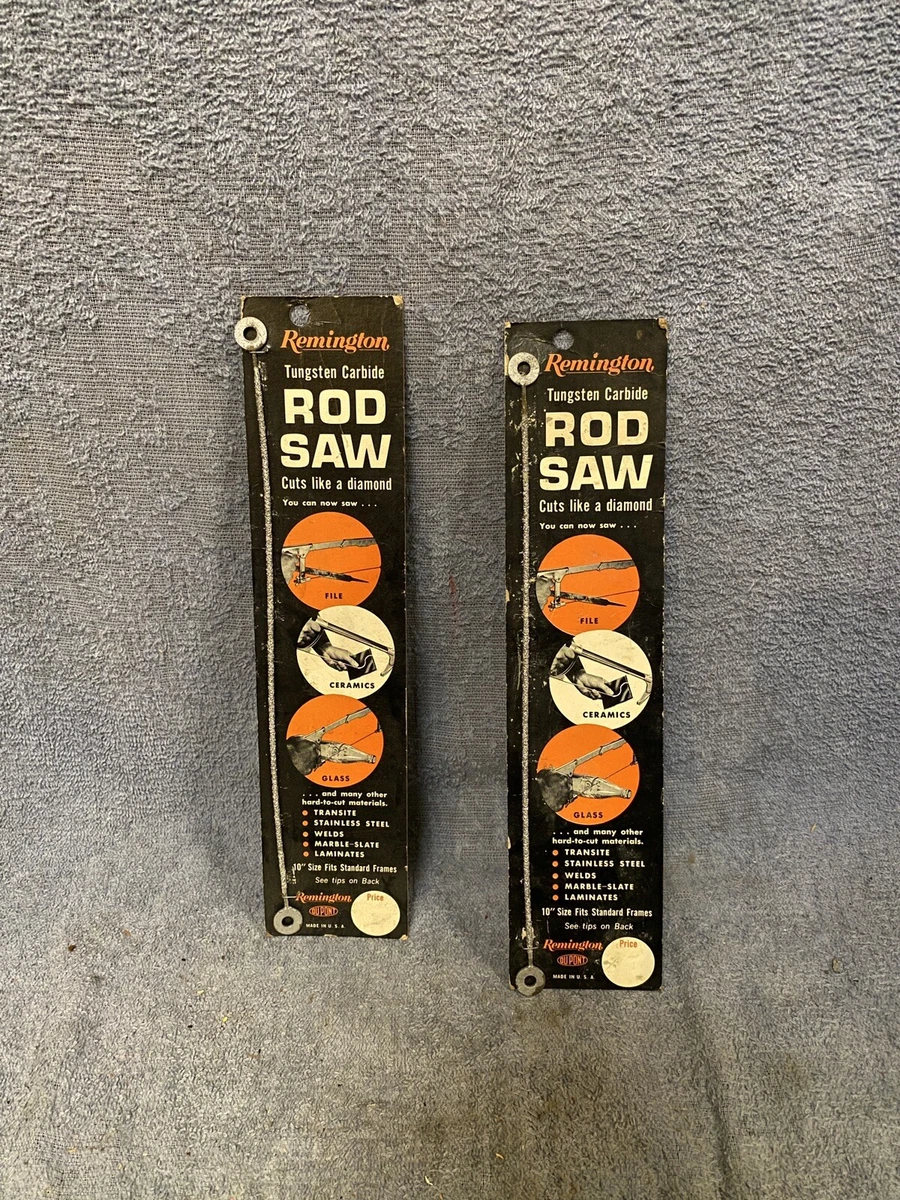 Remington
Tungsten Carbide
ROD
SAW
Cuts like a diamond
You can now saw . . .
FILE
CERAMICS
GLASS
. . . and many other
hard-to-cut materials.
• TRANSITE
• STAINLESS STEEL
• WELDS
• MARBLE-SLATE
• LAMINATES
10" Size Fits Standard Frames
See tips on Back
Remington
Price
DU PONT
MADE IN U. S. A.
Remington
Tungsten Carbide
ROD
SAW
Cuts like a diamond
You can now saw . . .
FILE
CERAMICS
GLASS
. . . and many other
hard-to-cut materials.
• TRANSITE
• STAINLESS STEEL
• WELDS
• MARBLE-SLATE
• LAMINATES
10" Size Fits Standard Frames
See tips on Back
Remington
Price
DU PONT
MADE IN U. S. A